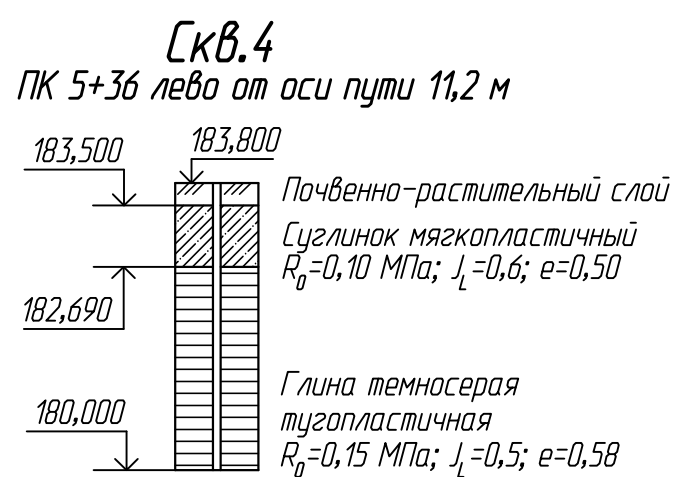 Скв.4
ПК 5+36 лево от оси пути 11,2 м
183,800
183,500
Почвенно-растительный слой
Суглинок мягкопластичный
R₀=0,10 МПа; J_L=0,6; e=0,50
182,690
Глина темносерая
180,000
тугопластичная
R₀=0,15 МПа; J_L=0,5; e=0,58